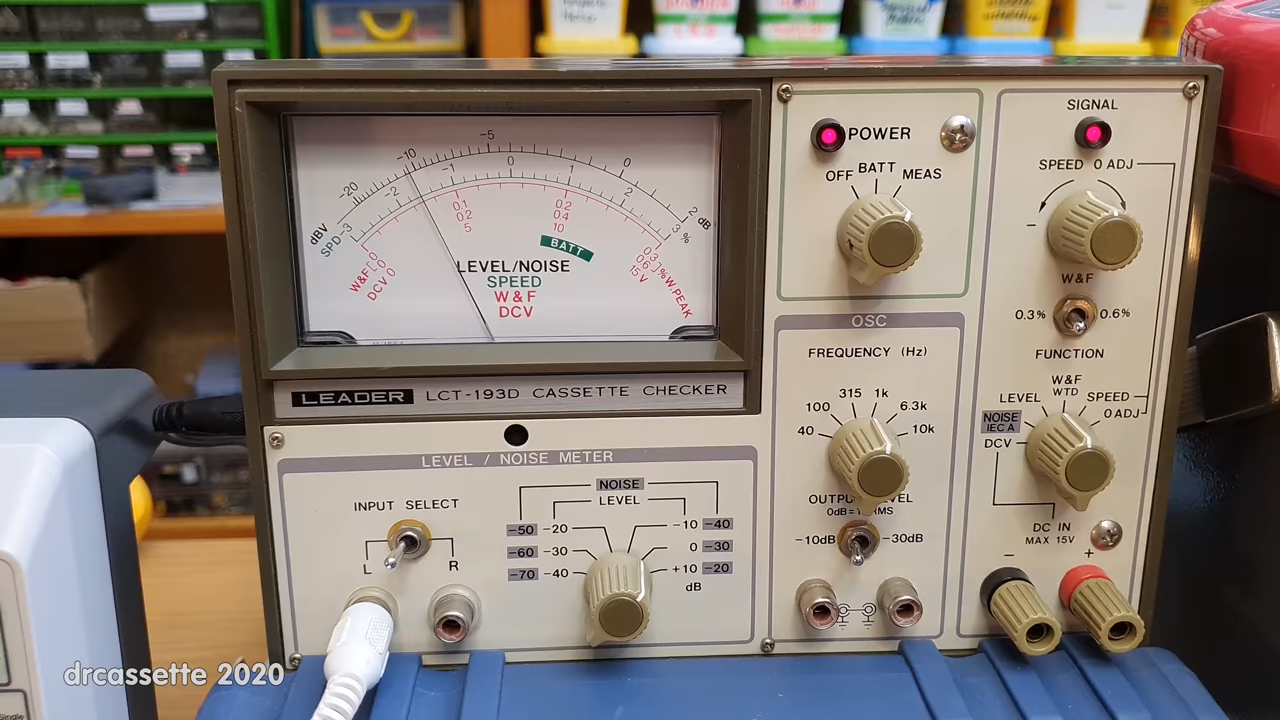 -20 -10 -5 0 2 dB
dBV
SPD -3 -2 -1 0 1 2 3 %
0 0.1 0.2 0.3
0 0.2 0.4 0.6
0 5 10 15 V
W&F
DCV
% W.PEAK
BATT
LEVEL/NOISE
SPEED
W & F
DCV
LEADER LCT-193D CASSETTE CHECKER
LEVEL / NOISE METER
INPUT SELECT
L R
NOISE
LEVEL
-50 -20 -10 -40
-60 -30 0 -30
-70 -40 +10 -20
dB
POWER
OFF BATT MEAS
OSC
FREQUENCY (Hz)
40 100 315 1k 6.3k 10k
-10dB -30dB
SIGNAL
SPEED 0 ADJ
-
W&F
0.3% 0.6%
FUNCTION
W&F
WTD
LEVEL SPEED
NOISE
IEC A
0 ADJ
DCV
DC IN
MAX 15V
- +
drcassette 2020